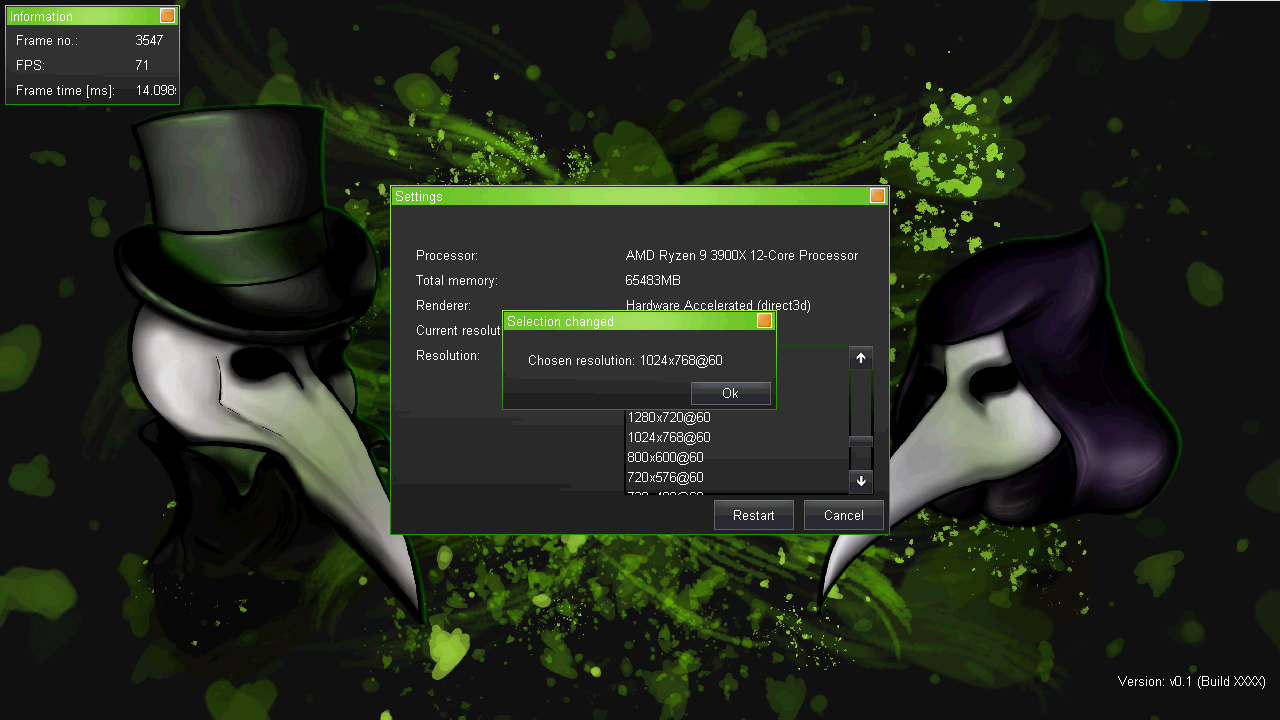 Information
Frame no.: 3547
FPS: 71
Frame time [ms]: 14.098
Settings
Processor: AMD Ryzen 9 3900X 12-Core Processor
Total memory: 65483MB
Renderer: Hardware Accelerated (direct3d)
Current resolut
Resolution:
Selection changed
Chosen resolution: 1024x768@60
Ok
1280x720@60
1024x768@60
800x600@60
720x576@60
Restart Cancel
Version: v0.1 (Build XXXX)